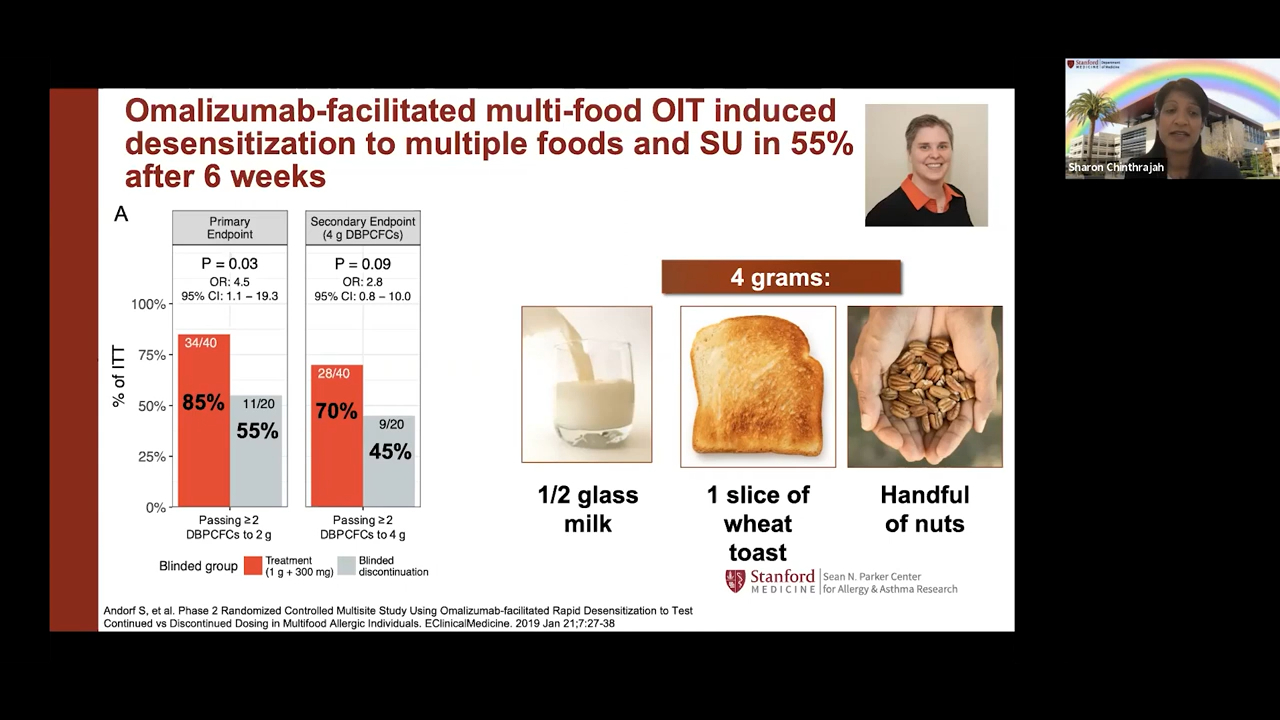 Omalizumab-facilitated multi-food OIT induced
desensitization to multiple foods and SU in 55%
after 6 weeks
A
Primary
Endpoint
Secondary Endpoint
(4 g DBPCFCs)
P = 0.03
OR: 4.5
95% CI: 1.1 – 19.3
P = 0.09
OR: 2.8
95% CI: 0.8 – 10.0
% of ITT
100%
75%
50%
25%
0%
34/40
85%
11/20
55%
28/40
70%
9/20
45%
Passing ≥2
DBPCFCs to 2 g
Passing ≥2
DBPCFCs to 4 g
Blinded group
Treatment
(1 g + 300 mg)
Blinded
discontinuation
4 grams:
1/2 glass
milk
1 slice of
wheat
toast
Handful
of nuts
Stanford
MEDICINE
Sean N. Parker Center
for Allergy & Asthma Research
Andorf S, et al. Phase 2 Randomized Controlled Multisite Study Using Omalizumab-facilitated Rapid Desensitization to Test
Continued vs Discontinued Dosing in Multifood Allergic Individuals. EClinicalMedicine. 2019 Jan 21;7:27-38
Stanford
MEDICINE
Department
of Medicine
Sharon Chinthrajah